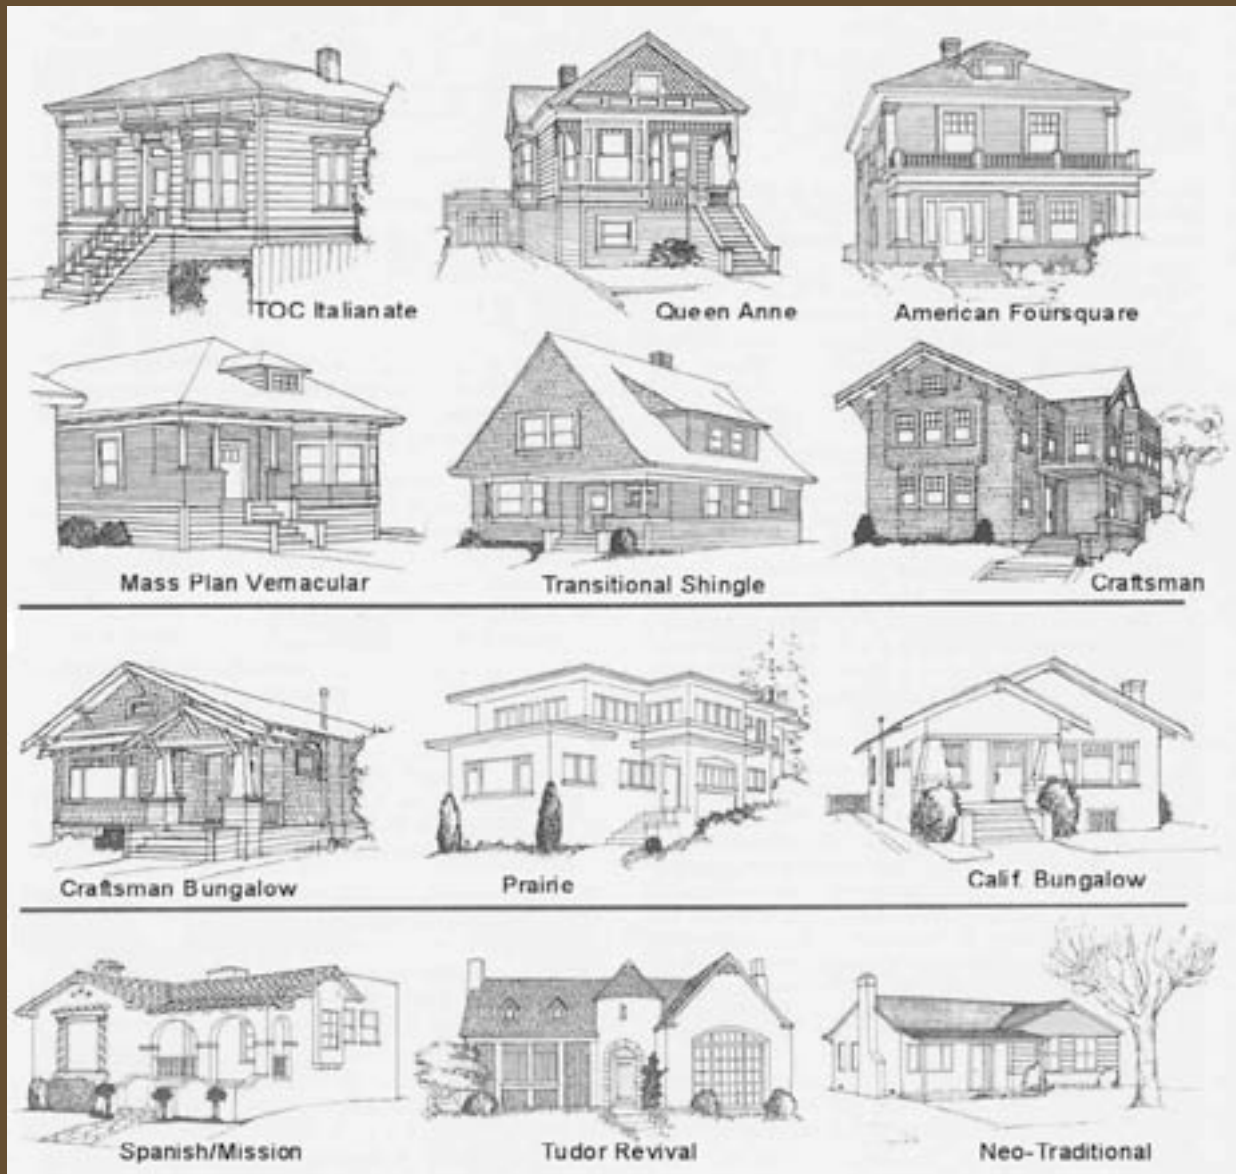 TOC Italianate
Queen Anne
American Foursquare
Mass Plan Vernacular
Transitional Shingle
Craftsman
Craftsman Bungalow
Prairie
Calif. Bungalow
Spanish/Mission
Tudor Revival
Neo-Traditional